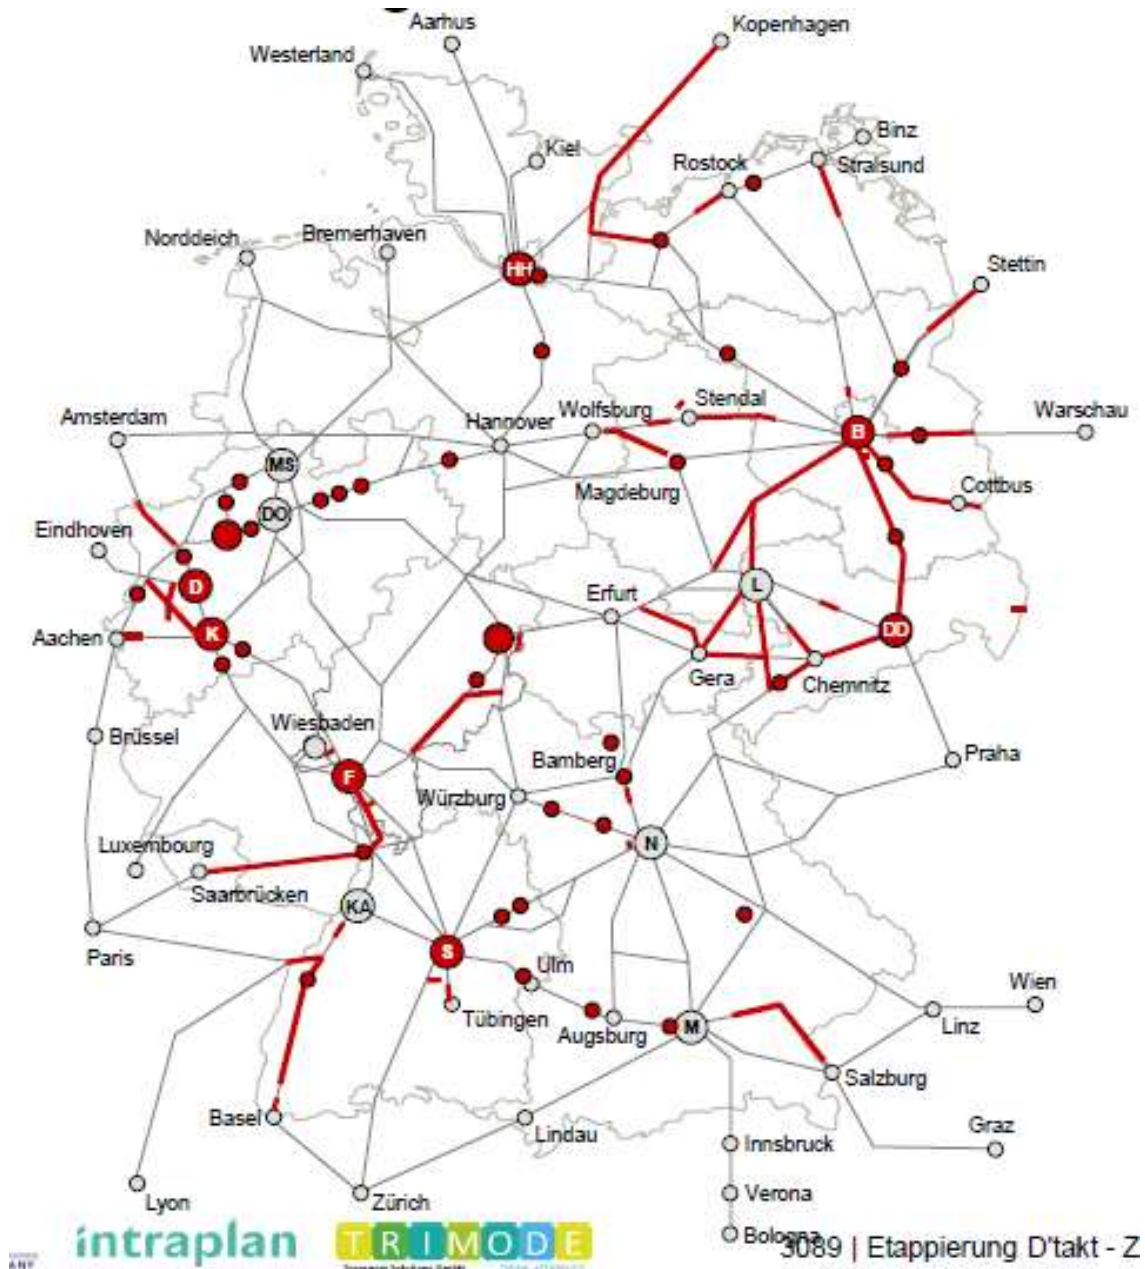 Aarhus
Kopenhagen
Westerland
Kiel
Binz
Rostock
Stralsund
Norddeich
Bremerhaven
HH
Stettin
Amsterdam
Hannover
Wolfsburg
Stendal
Warschau
B
MS
Magdeburg
Cottbus
DO
Eindhoven
D
Erfurt
L
Aachen
K
DD
Gera
Chemnitz
Wiesbaden
Brüssel
Bamberg
Praha
F
Würzburg
Luxembourg
N
Saarbrücken
KA
Paris
S
Ulm
Wien
Tübingen
Augsburg
M
Linz
Salzburg
Basel
Lindau
Graz
Innsbruck
Lyon
Zürich
Verona
Bologna
intraplan
TRIMODE
3089 | Etappierung D'takt - Z